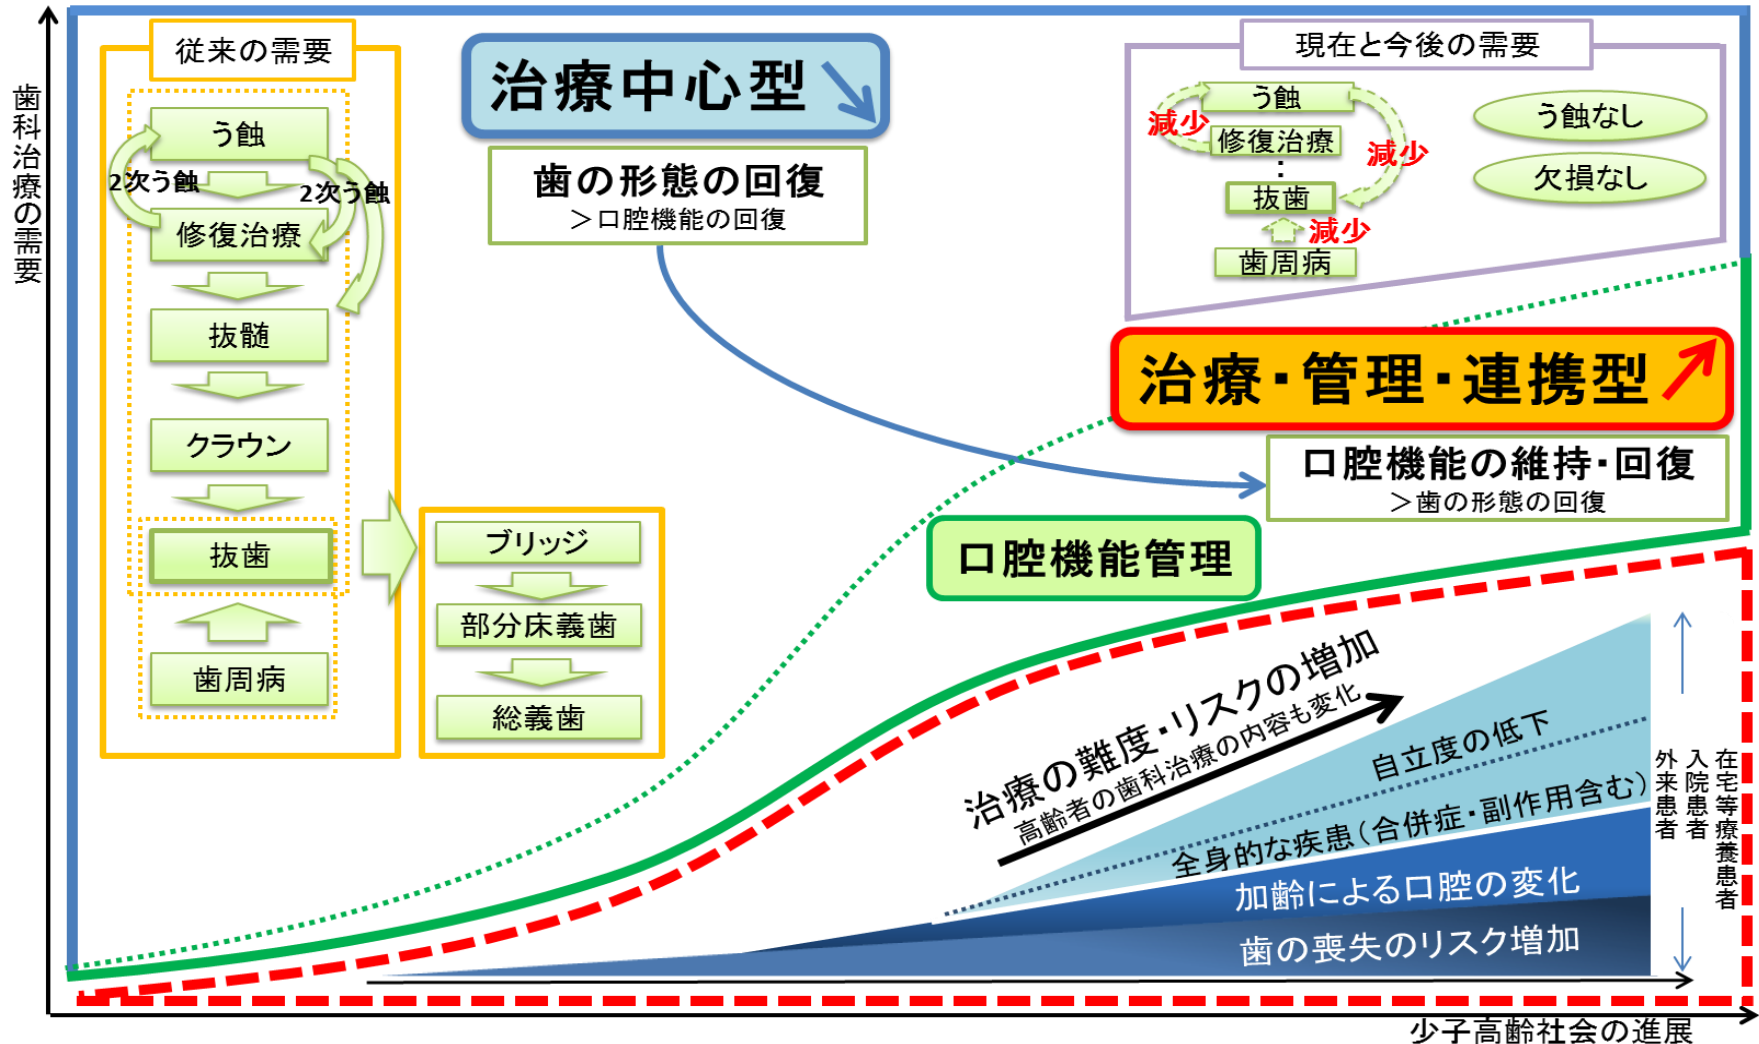 歯科治療の需要
従来の需要
う蝕
2次う蝕
2次う蝕
修復治療
抜髄
クラウン
抜歯
歯周病
ブリッジ
部分床義歯
総義歯
治療中心型
歯の形態の回復
＞口腔機能の回復
現在と今後の需要
う蝕
減少
修復治療
：
減少
抜歯
減少
歯周病
う蝕なし
欠損なし
治療・管理・連携型
口腔機能の維持・回復
＞歯の形態の回復
口腔機能管理
治療の難度・リスクの増加
高齢者の歯科治療の内容も変化
自立度の低下
全身的な疾患（合併症・副作用含む）
加齢による口腔の変化
歯の喪失のリスク増加
在宅等療養患者
入院患者
外来患者
少子高齢社会の進展